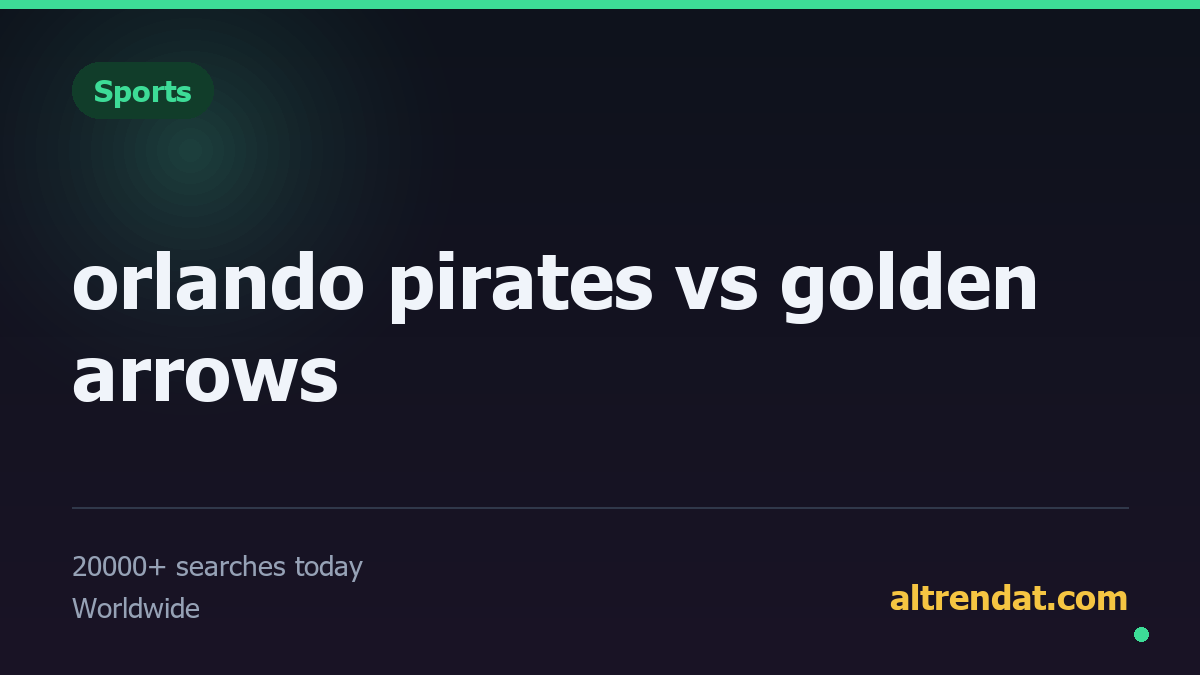 Sports
orlando pirates vs golden
arrows
20000+ searches today
Worldwide
altrendat.com